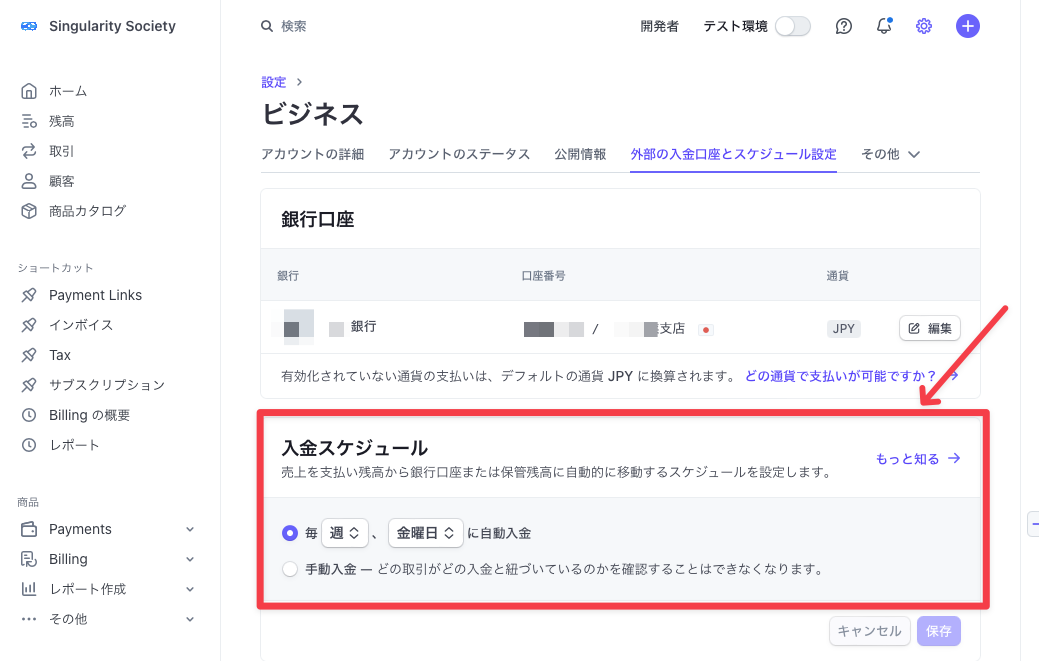 Singularity Society
検索
開発者
テスト環境
ホーム
残高
取引
顧客
商品カタログ
ショートカット
Payment Links
インボイス
Tax
サブスクリプション
Billing の概要
レポート
商品
Payments
Billing
レポート作成
その他
設定
ビジネス
アカウントの詳細 アカウントのステータス 公開情報 外部の入金口座とスケジュール設定 その他
銀行口座
銀行 口座番号 通貨
銀行 / 支店 JPY 編集
有効化されていない通貨の支払いは、デフォルトの通貨 JPY に換算されます。 どの通貨で支払いが可能ですか？
入金スケジュール
売上を支払い残高から銀行口座または保管残高に自動的に移動するスケジュールを設定します。
もっと知る
毎 週 、 金曜日 に自動入金
手動入金 — どの取引がどの入金と紐づいているのかを確認することはできなくなります。
キャンセル 保存